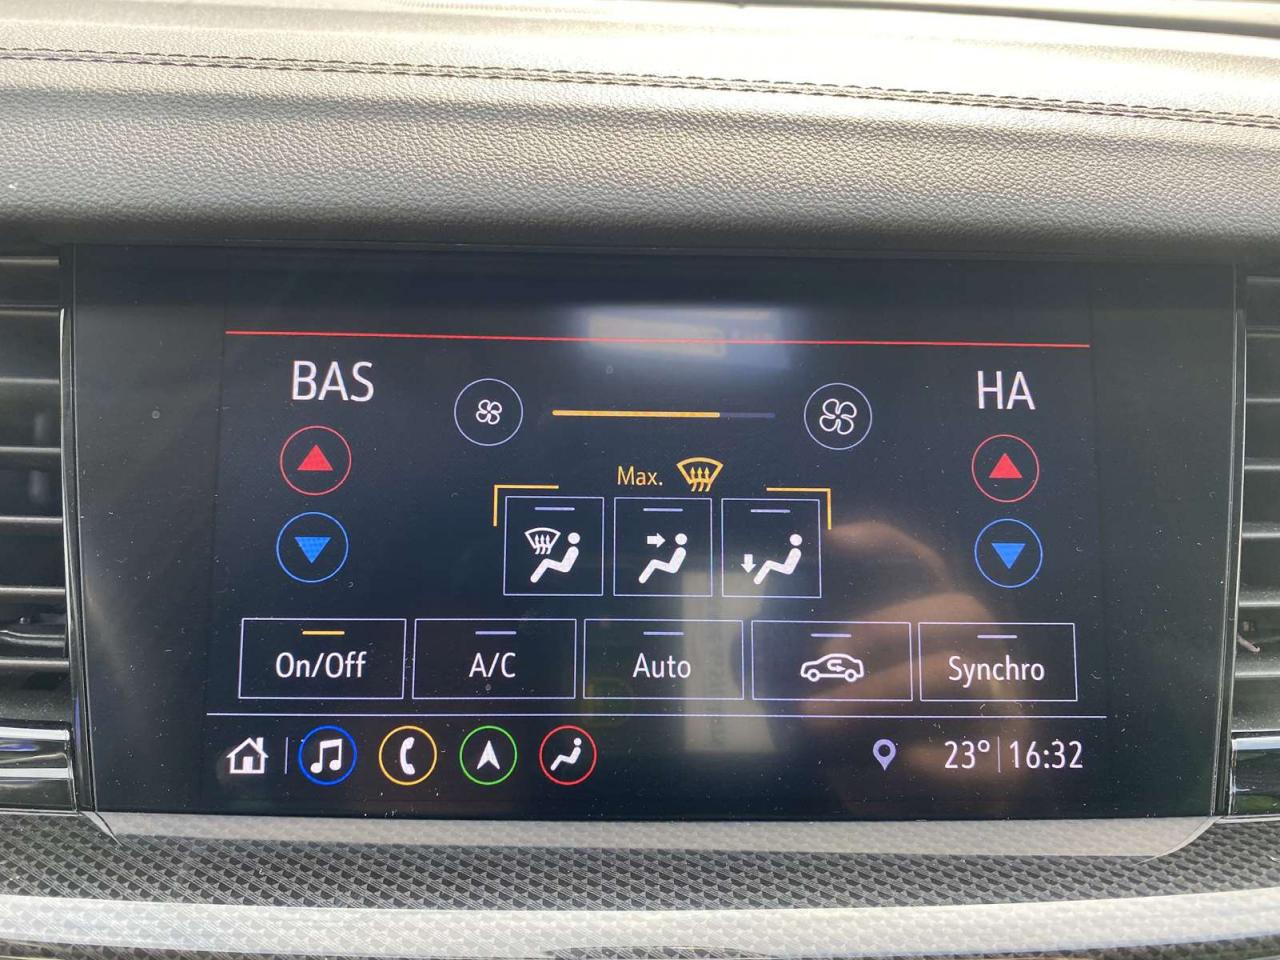 BAS
HA
Max.
On/Off
A/C
Auto
Synchro
23° 16:32